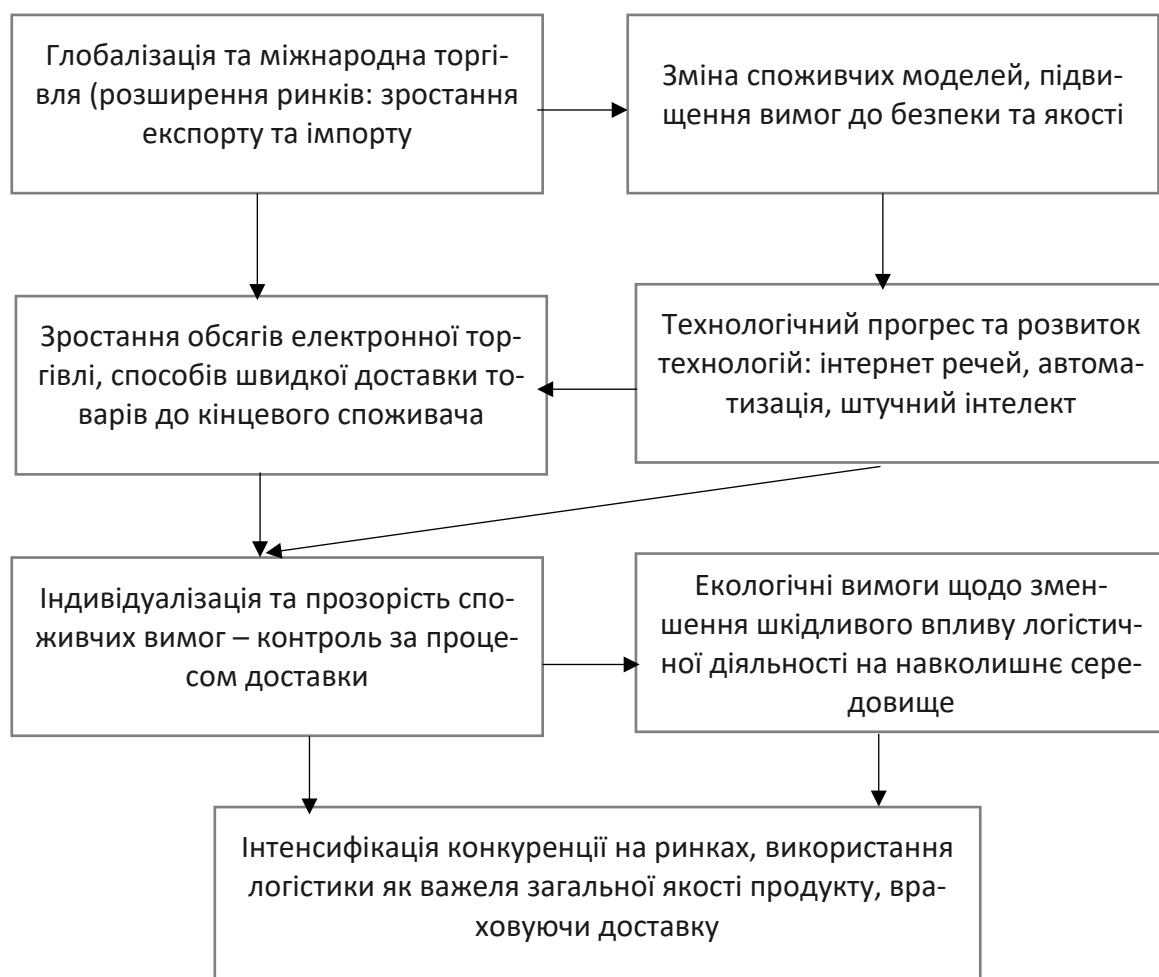 Глобалізація та міжнародна торгі-
вля (розширення ринків: зростання
експорту та імпорту
Зміна споживчих моделей, підви-
щення вимог до безпеки та якості
Зростання обсягів електронної тор-
гівлі, способів швидкої доставки то-
варів до кінцевого споживача
Технологічний прогрес та розвиток
технологій: інтернет речей, автома-
тизація, штучний інтелект
Індивідуалізація та прозорість спо-
живчих вимог – контроль за проце-
сом доставки
Екологічні вимоги щодо змен-
шення шкідливого впливу логістич-
ної діяльності на навколишнє сере-
довище
Інтенсифікація конкуренції на ринках, використання
логістики як важеля загальної якості продукту, вра-
ховуючи доставку